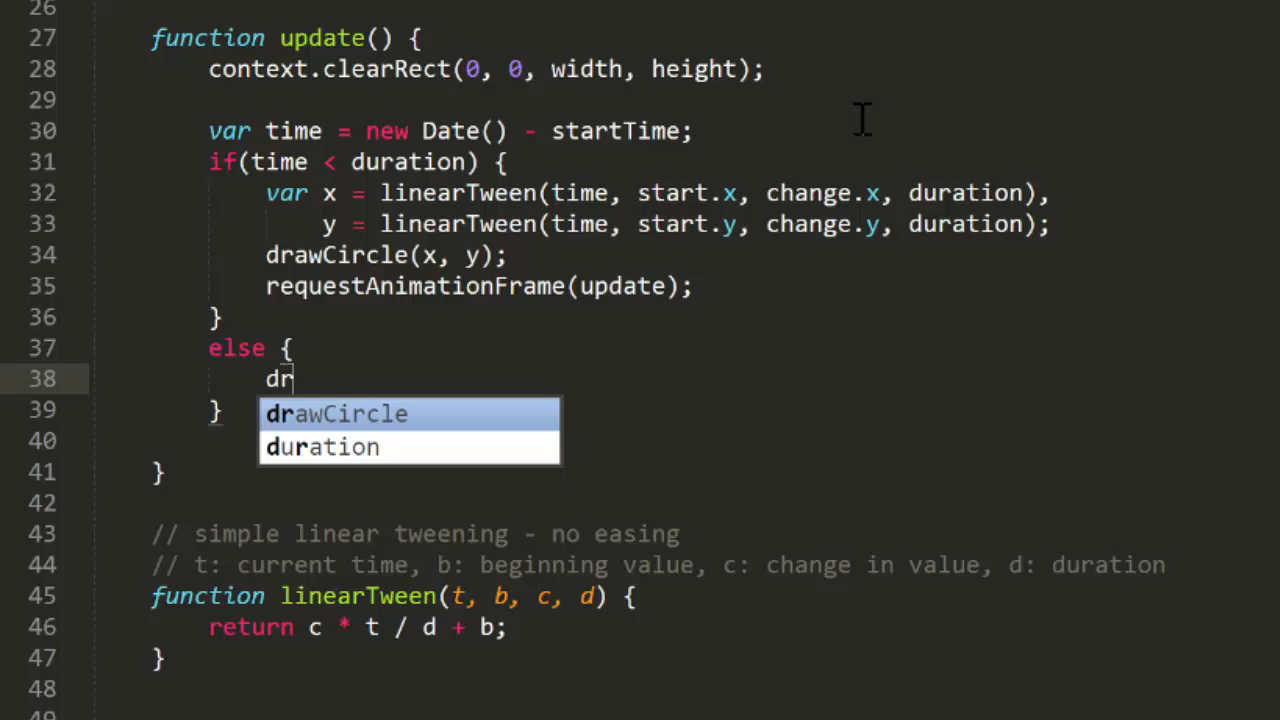 26
27 function update() {
28 context.clearRect(0, 0, width, height);
29
30 var time = new Date() - startTime;
31 if(time < duration) {
32 var x = linearTween(time, start.x, change.x, duration),
33 y = linearTween(time, start.y, change.y, duration);
34 drawCircle(x, y);
35 requestAnimationFrame(update);
36 }
37 else {
38 dr
drawCircle
39 }
duration
40
41 }
42
43 // simple linear tweening - no easing
44 // t: current time, b: beginning value, c: change in value, d: duration
45 function linearTween(t, b, c, d) {
46 return c * t / d + b;
47 }
48
49